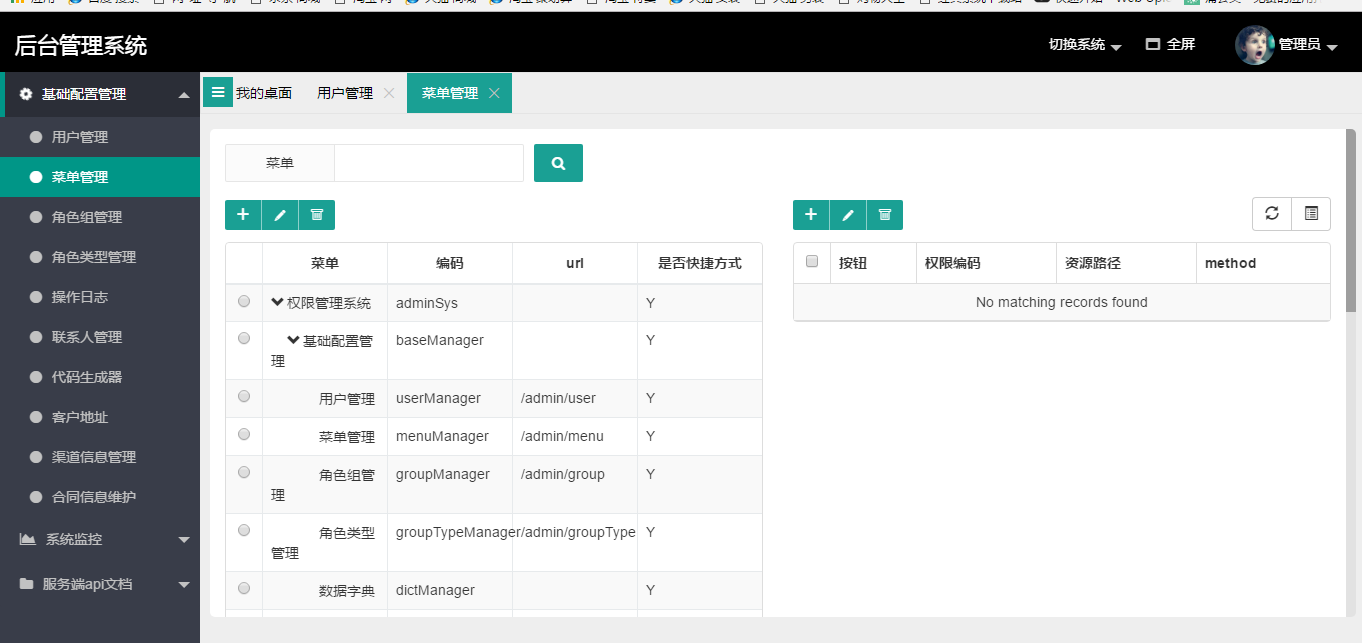 后台管理系统
切换系统
全屏
管理员
基础配置管理
用户管理
菜单管理
角色组管理
角色类型管理
操作日志
联系人管理
代码生成器
客户地址
渠道信息管理
合同信息维护
系统监控
服务端api文档
我的桌面 用户管理 菜单管理
菜单
菜单 编码 url 是否快捷方式
权限管理系统 adminSys Y
基础配置管理 baseManager Y
用户管理 userManager /admin/user Y
菜单管理 menuManager /admin/menu Y
角色组管理 groupManager /admin/group Y
角色类型管理 groupTypeManager /admin/groupType Y
数据字典 dictManager Y
按钮 权限编码 资源路径 method
No matching records found